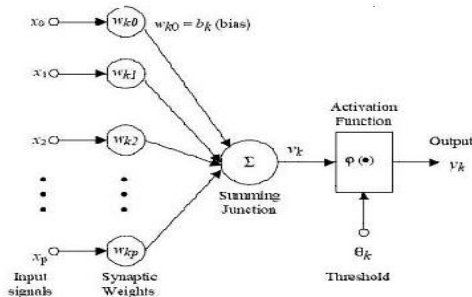 x0 wk0 wk0 = bk (bias)
x1 wk1
Activation
Function
x2 wk2
Output
vk
φ (•)
yk
Σ
Summing
Junction
xp wkp
θk
Input
signals
Synaptic
Weights
Threshold